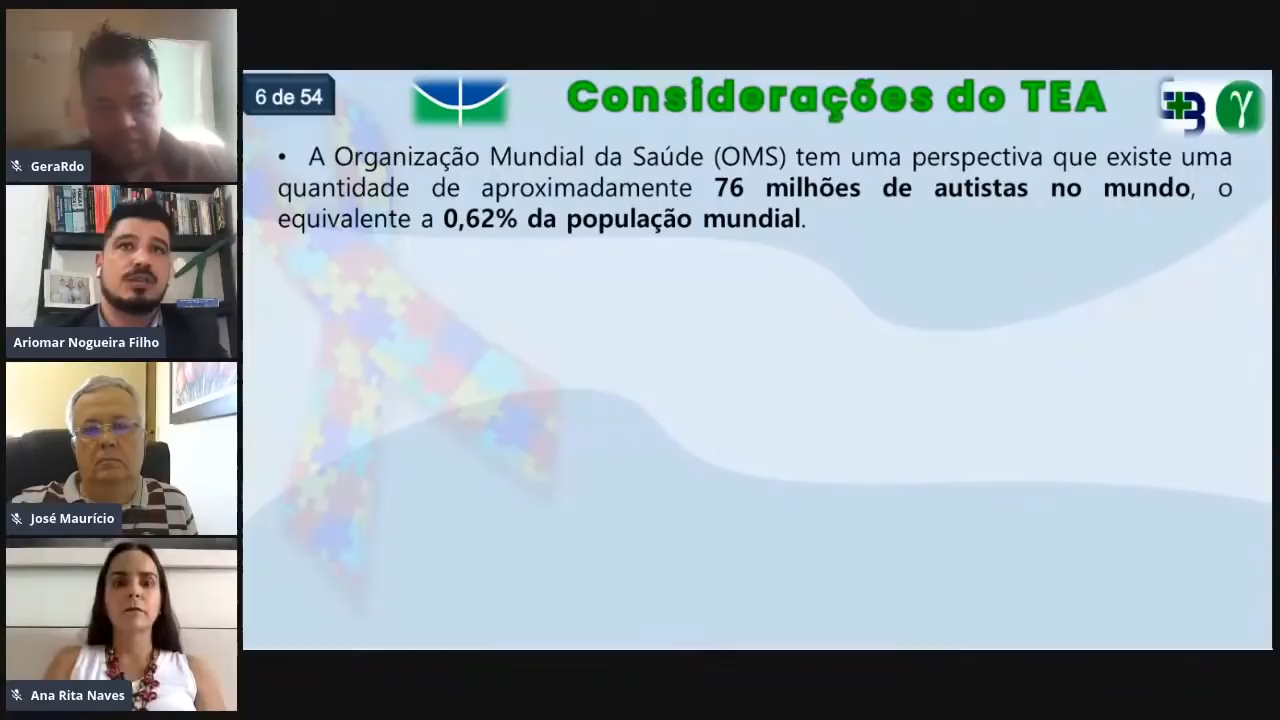 GeraRdo
Ariomar Nogueira Filho
José Maurício
Ana Rita Naves
6 de 54
Considerações do TEA
• A Organização Mundial da Saúde (OMS) tem uma perspectiva que existe uma
quantidade de aproximadamente 76 milhões de autistas no mundo, o
equivalente a 0,62% da população mundial.